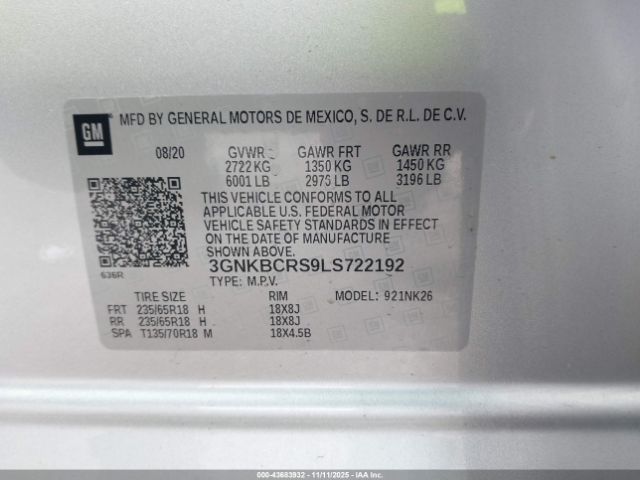 GM
MFD BY GENERAL MOTORS DE MEXICO, S. DE R.L. DE C.V.
08/20 GVWR GAWR FRT GAWR RR
2722 KG 1350 KG 1450 KG
6001 LB 2976 LB 3196 LB
THIS VEHICLE CONFORMS TO ALL
APPLICABLE U.S. FEDERAL MOTOR
VEHICLE SAFETY STANDARDS IN
EFFECT ON THE DATE OF MANUFACTURE
SHOWN ABOVE.
636R 3GNKBCRS9LS722192
TYPE: M.P.V.
TIRE SIZE RIM MODEL: 921NK26
FRT 235/65R18 H 18X8J
RR 235/65R18 H 18X8J
SPA T135/70R18 M 18X4.5B
000-43683932 - 11/11/2025 - IAAI.com